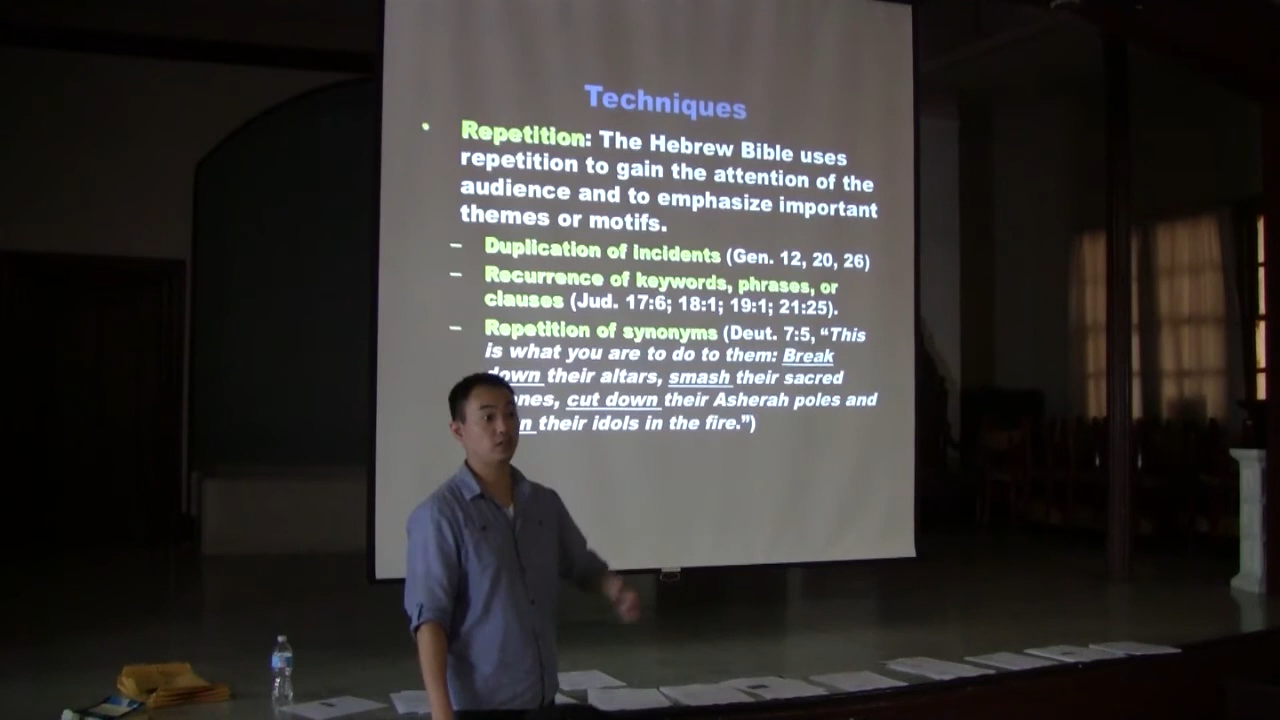 Techniques
• Repetition: The Hebrew Bible uses
repetition to gain the attention of the
audience and to emphasize important
themes or motifs.
– Duplication of incidents (Gen. 12, 20, 26)
– Recurrence of keywords, phrases, or
clauses (Jud. 17:6; 18:1; 19:1; 21:25).
– Repetition of synonyms (Deut. 7:5, “This
is what you are to do to them: Break
down their altars, smash their sacred
ones, cut down their Asherah poles and
n their idols in the fire.”)